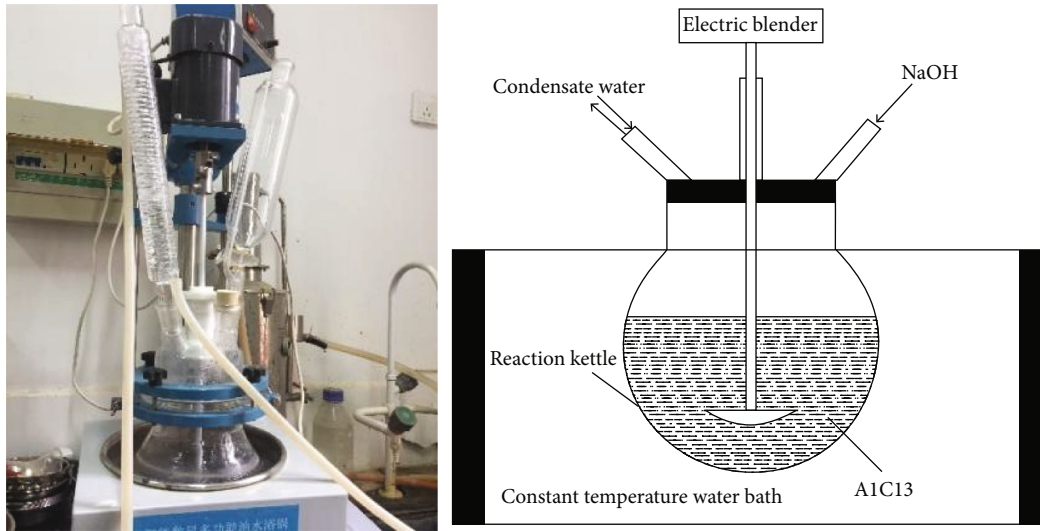 Electric blender
Condensate water
NaOH
Reaction kettle
A1C13
Constant temperature water bath